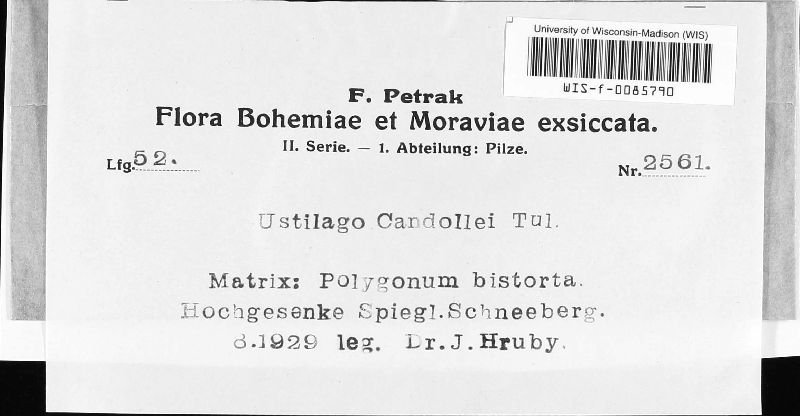 University of Wisconsin-Madison (WIS)
WIS-f-0085790
F. Petrak
Flora Bohemiae et Moraviae exsiccata.
II. Serie. — 1. Abteilung: Pilze.
Lfg. 52.
Nr. 2561.
Ustilago Candollei Tul.
Matrix: Polygonum bistorta.
Hochgesenke Spiegl.Schneeberg.
8.1929 leg. Dr.J.Hruby.